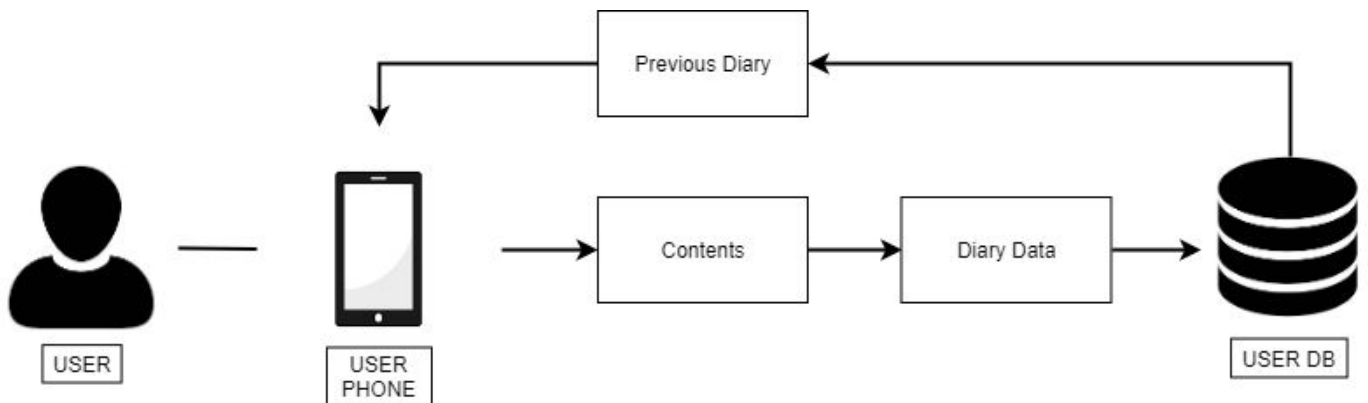 Previous Diary
Contents
Diary Data
USER
USER
PHONE
USER DB